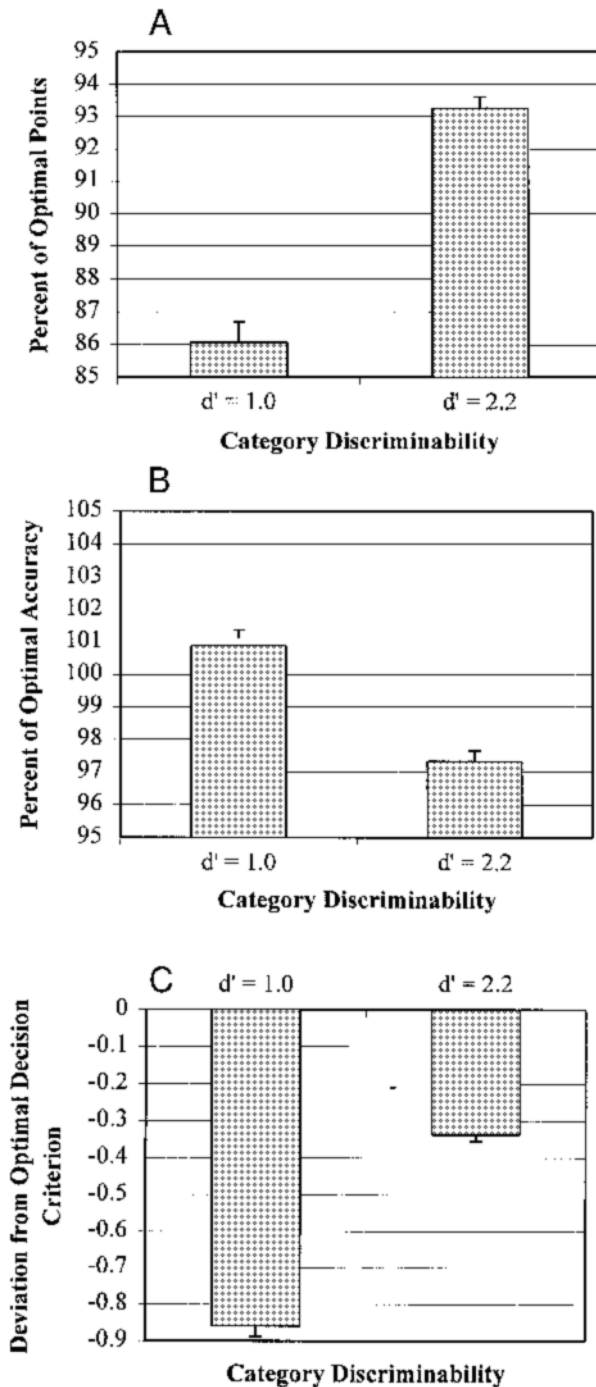 A
Percent of Optimal Points
95
94
93
92
91
90
89
88
87
86
85
d' = 1.0
d' = 2.2
Category Discriminability
B
Percent of Optimal Accuracy
105
104
103
102
101
100
99
98
97
96
95
d' = 1.0
d' = 2.2
Category Discriminability
C
d' = 1.0
d' = 2.2
Deviation from Optimal Decision
Criterion
0
-0.1
-0.2
-0.3
-0.4
-0.5
-0.6
-0.7
-0.8
-0.9
Category Discriminability